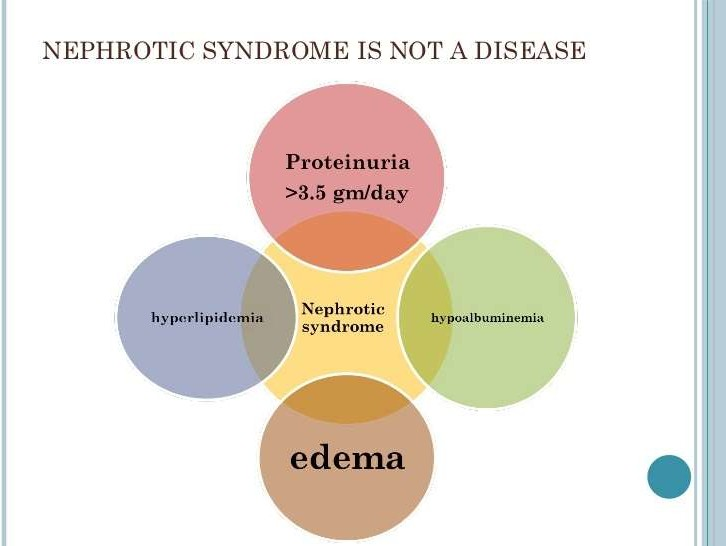 NEPHROTIC SYNDROME IS NOT A DISEASE
Proteinuria
>3.5 gm/day
hyperlipidemia
Nephrotic
syndrome
hypoalbuminemia
edema